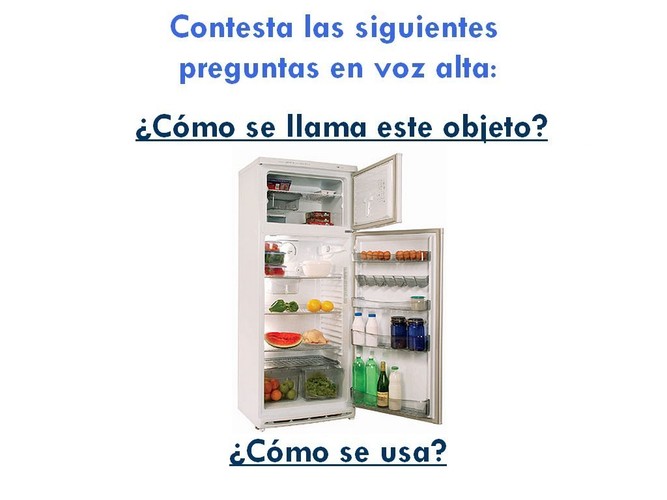 Contesta las siguientes
preguntas en voz alta:
¿Cómo se llama este objeto?
¿Cómo se usa?